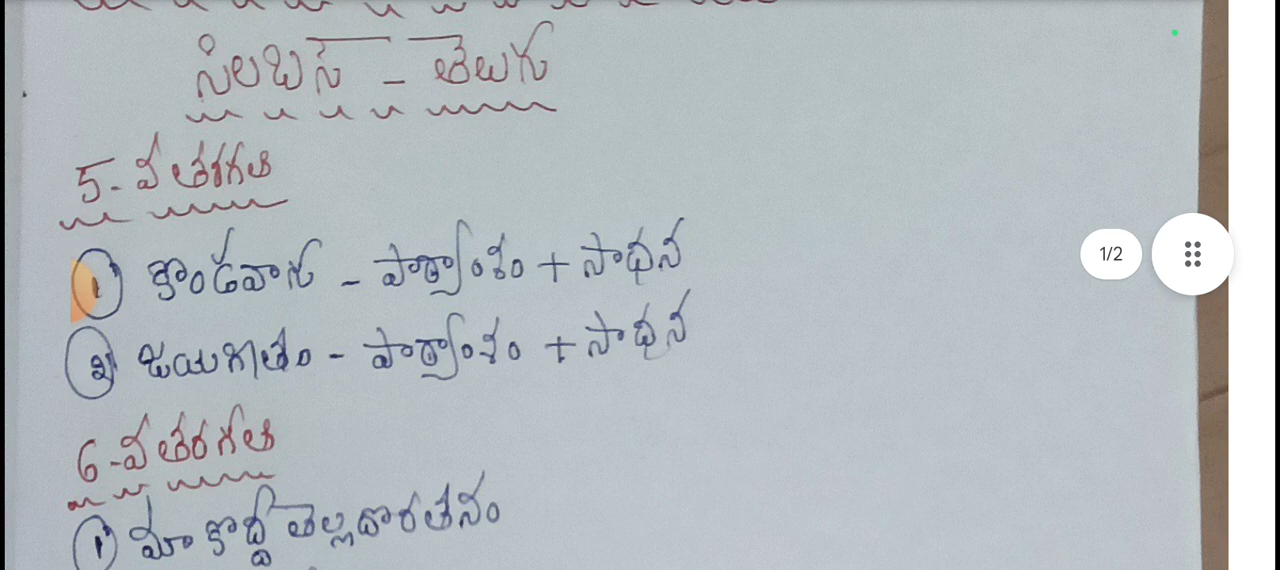 సిలబస్ - తెలుగు
5-వ తరగతి
① కొండవాగు - పాఠ్యాంశం + సాధన
② జయగీతం - పాఠ్యాంశం + సాధన
6-వ తరగతి
① మా కొద్దీ తెల్లదొరతనం
1/2